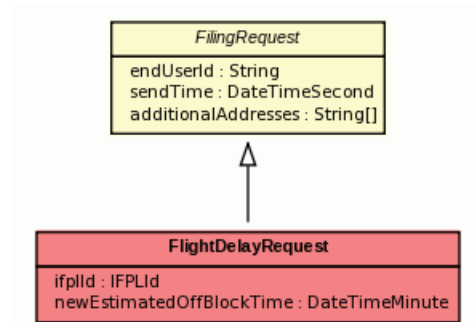 FilingRequest
endUserId : String
sendTime : DateTimeSecond
additionalAddresses : String[]
FlightDelayRequest
ifplId : IFPLId
newEstimatedOffBlockTime : DateTimeMinute